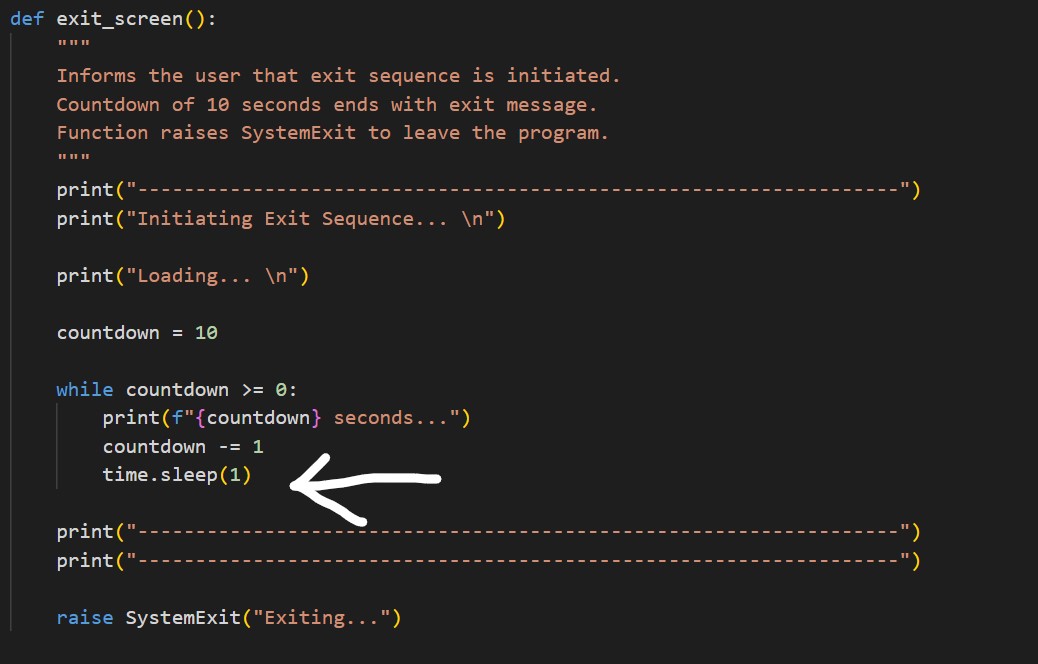 def exit_screen():
"""
Informs the user that exit sequence is initiated.
Countdown of 10 seconds ends with exit message.
Function raises SystemExit to leave the program.
"""
print("------------------------------------------------------------------")
print("Initiating Exit Sequence... \n")
print("Loading... \n")
countdown = 10
while countdown >= 0:
print(f"{countdown} seconds...")
countdown -= 1
time.sleep(1)
print("------------------------------------------------------------------")
print("------------------------------------------------------------------")
raise SystemExit("Exiting...")